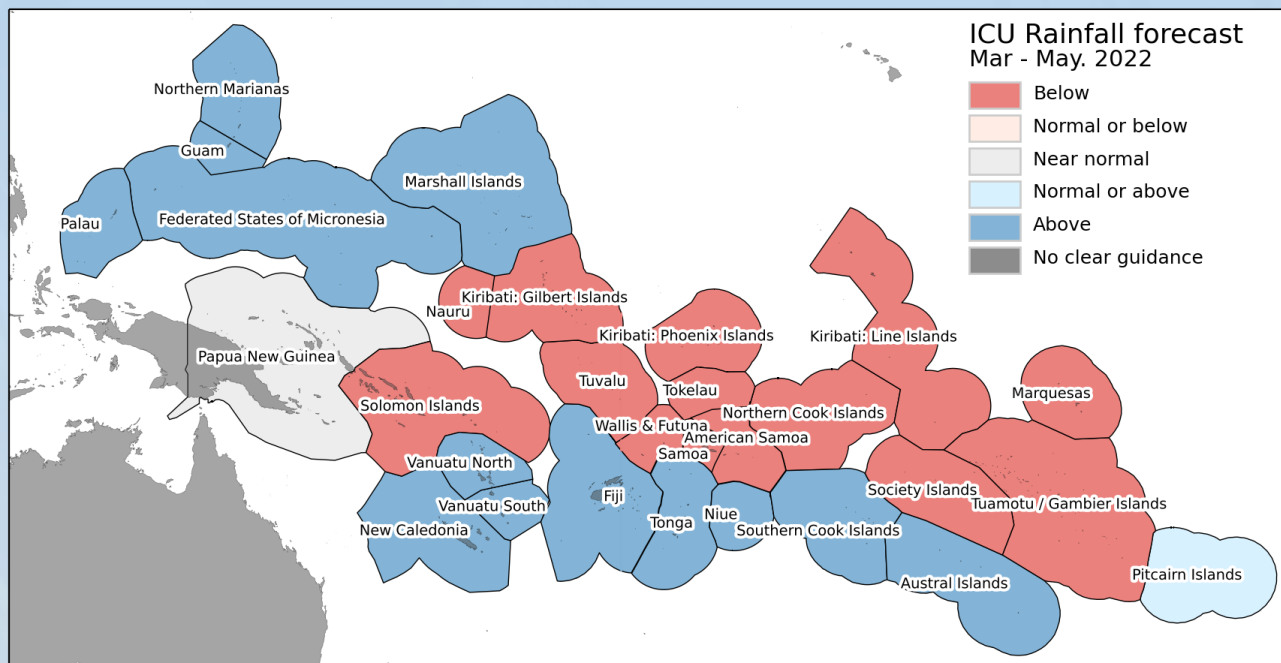 ICU Rainfall forecast
Mar - May. 2022
Below
Normal or below
Near normal
Normal or above
Above
No clear guidance
Northern Marianas
Guam
Marshall Islands
Palau
Federated States of Micronesia
Nauru
Kiribati: Gilbert Islands
Kiribati: Phoenix Islands
Kiribati: Line Islands
Papua New Guinea
Tuvalu
Tokelau
Marquesas
Solomon Islands
Northern Cook Islands
Wallis & Futuna
American Samoa
Samoa
Vanuatu North
Society Islands
Fiji
Vanuatu South
Tuamotu / Gambier Islands
New Caledonia
Tonga
Niue
Southern Cook Islands
Austral Islands
Pitcairn Islands